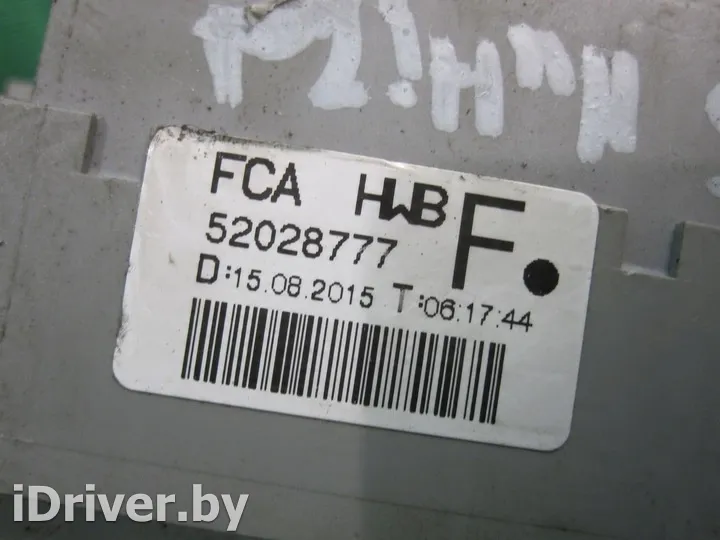 FCA HWB F.
52028777
D:15.08.2015 T:06:17:44
iDriver.by